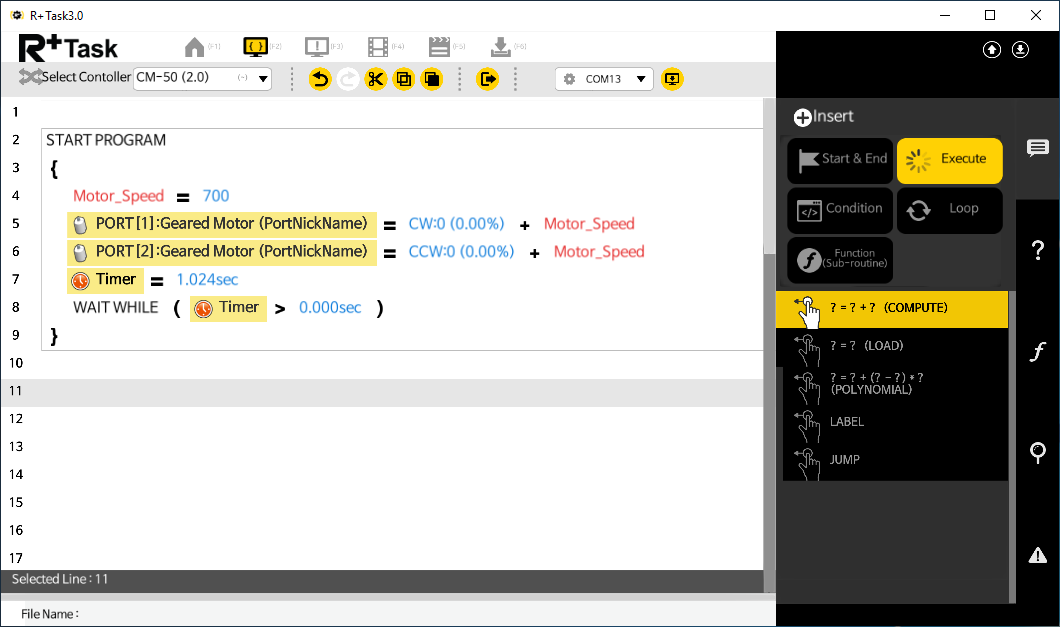 R+Task3.0
R+Task
(F1)
(F2)
(F3)
(F4)
(F5)
(F6)
Select Contoller
CM-50 (2.0)
(~)
COM13
1
2 START PROGRAM
3 {
4 Motor_Speed = 700
5 PORT[1]:Geared Motor (PortNickName) = CW:0 (0.00%) + Motor_Speed
6 PORT[2]:Geared Motor (PortNickName) = CCW:0 (0.00%) + Motor_Speed
7 Timer = 1.024sec
8 WAIT WHILE ( Timer > 0.000sec )
9 }
10
11
12
13
14
15
16
17
Selected Line : 11
File Name :
Insert
Start & End
Execute
Condition
Loop
Function
(Sub-routine)
? = ? + ? (COMPUTE)
? = ? (LOAD)
? = ? + (? - ?) * ?
(POLYNOMIAL)
LABEL
JUMP